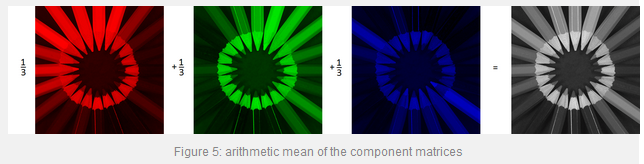 1/3 + 1/3 + 1/3 =
Figure 5: arithmetic mean of the component matrices